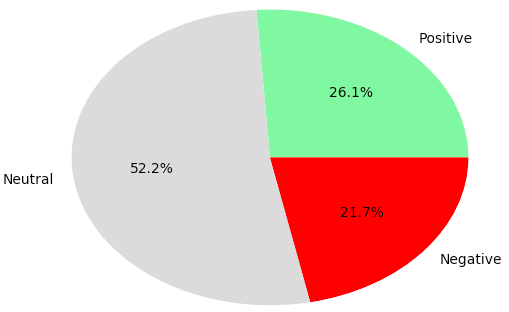 Positive
26.1%
52.2%
Neutral
21.7%
Negative